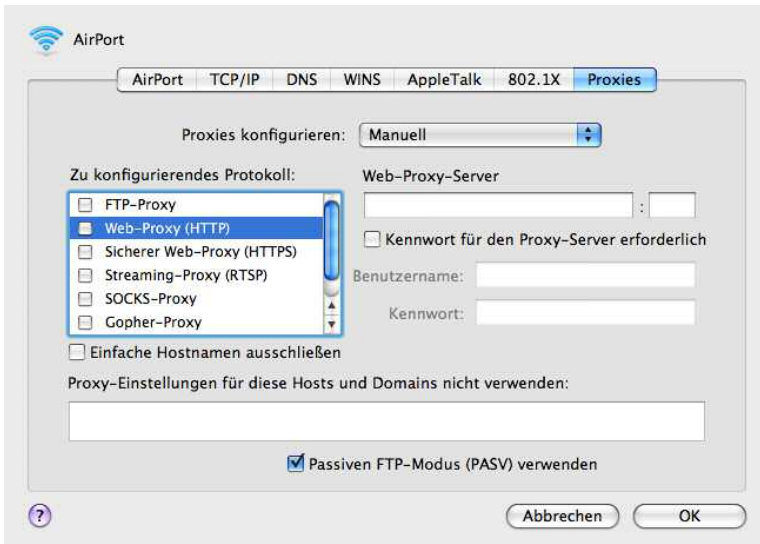 AirPort
AirPort TCP/IP DNS WINS AppleTalk 802.1X Proxies
Proxies konfigurieren: Manuell
Zu konfigurierendes Protokoll:
FTP-Proxy
Web-Proxy (HTTP)
Sicherer Web-Proxy (HTTPS)
Streaming-Proxy (RTSP)
SOCKS-Proxy
Gopher-Proxy
Web-Proxy-Server
:
Kennwort für den Proxy-Server erforderlich
Benutzername:
Kennwort:
Einfache Hostnamen ausschließen
Proxy-Einstellungen für diese Hosts und Domains nicht verwenden:
Passiven FTP-Modus (PASV) verwenden
? Abbrechen OK